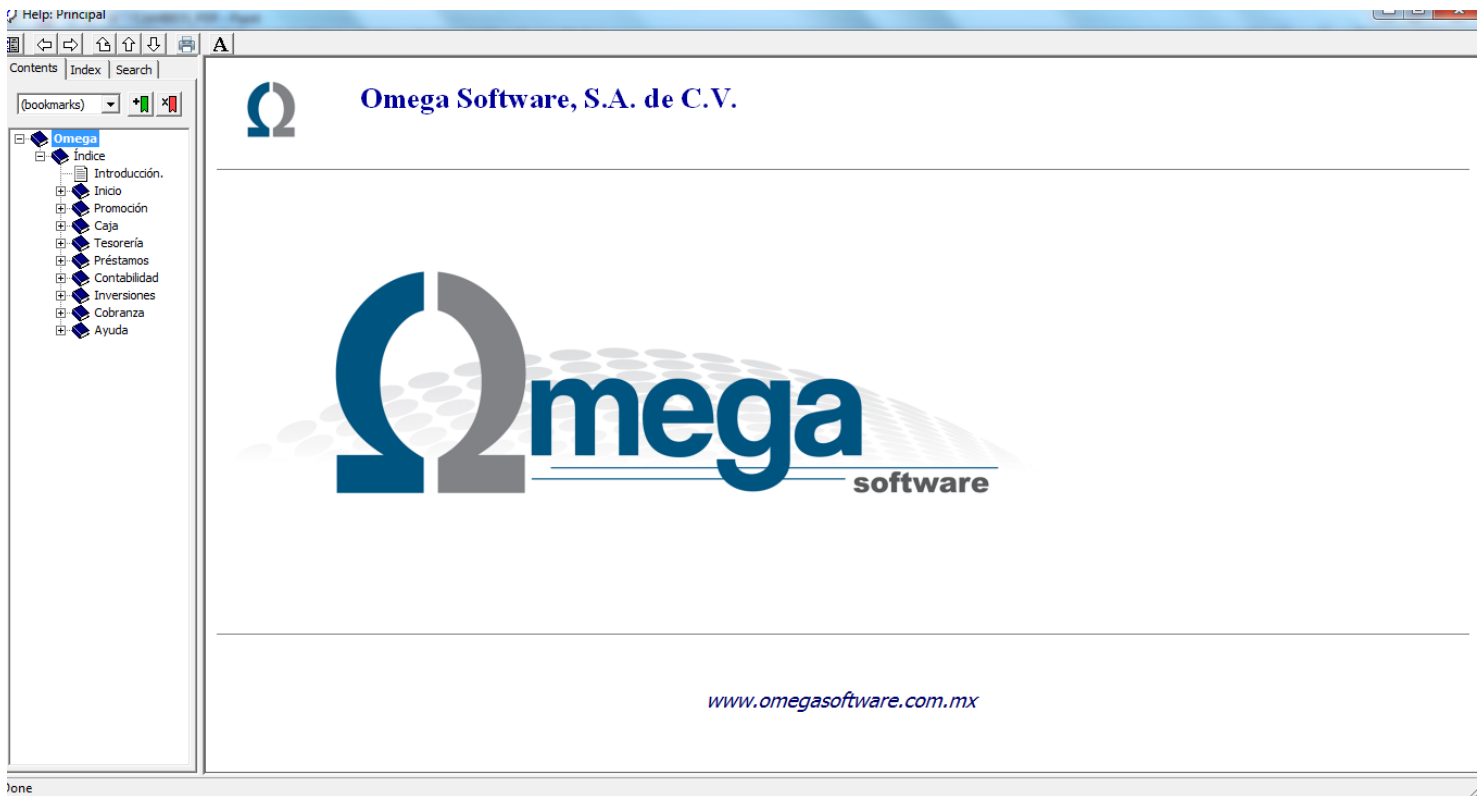 Help: Principal
A
Contents Index Search
(bookmarks)
Omega
Índice
Introducción.
Inicio
Promoción
Caja
Tesorería
Préstamos
Contabilidad
Inversiones
Cobranza
Ayuda
Omega Software, S.A. de C.V.
Ωmega
software
www.omegasoftware.com.mx
Done